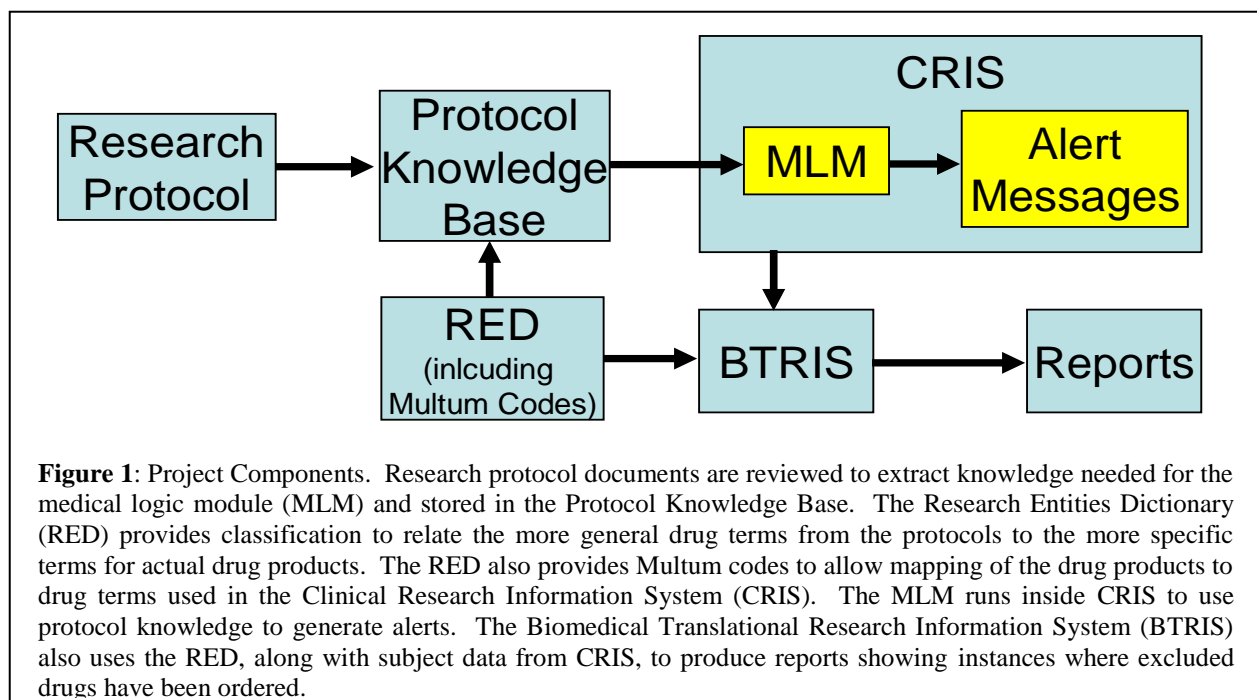 Research
Protocol
Protocol
Knowledge
Base
CRIS
MLM
Alert
Messages
RED
(inlcuding
Multum Codes)
BTRIS
Reports
Figure 1: Project Components. Research protocol documents are reviewed to extract knowledge needed for the
medical logic module (MLM) and stored in the Protocol Knowledge Base. The Research Entities Dictionary
(RED) provides classification to relate the more general drug terms from the protocols to the more specific
terms for actual drug products. The RED also provides Multum codes to allow mapping of the drug products to
drug terms used in the Clinical Research Information System (CRIS). The MLM runs inside CRIS to use
protocol knowledge to generate alerts. The Biomedical Translational Research Information System (BTRIS)
also uses the RED, along with subject data from CRIS, to produce reports showing instances where excluded
drugs have been ordered.